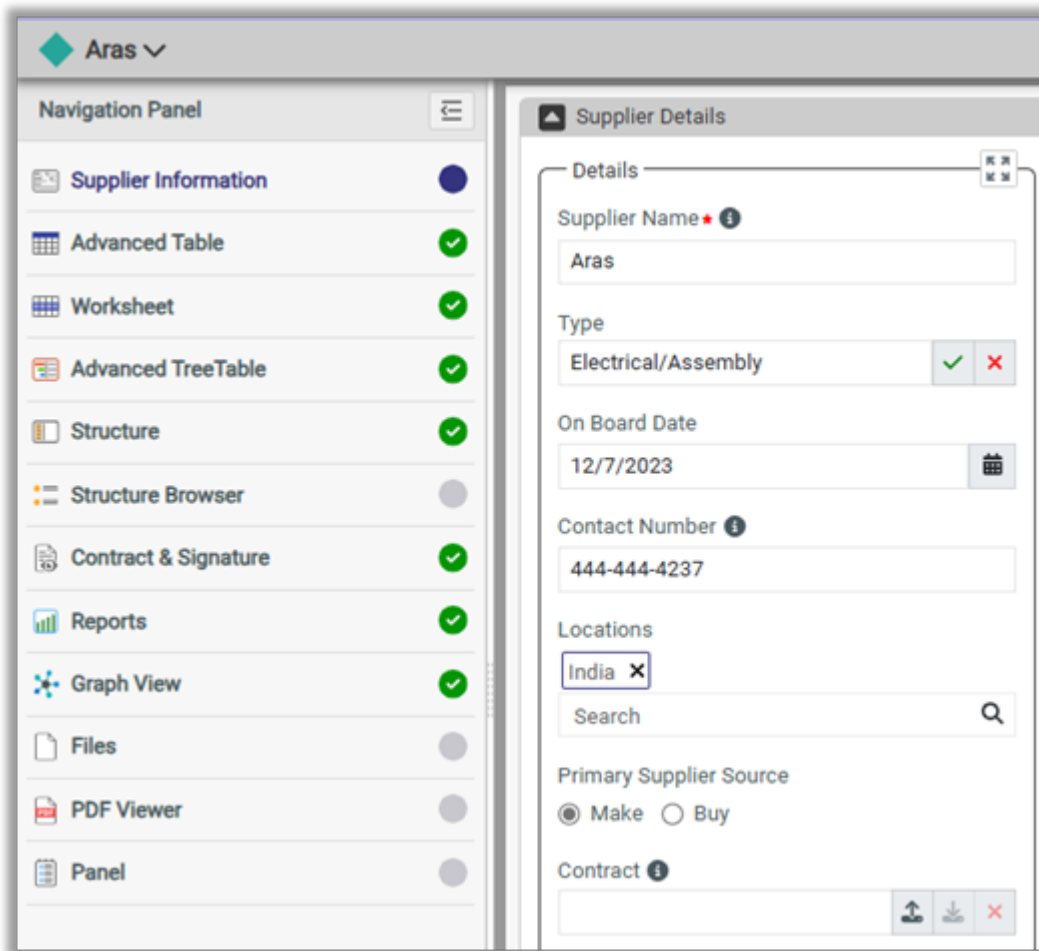 Aras
Navigation Panel
Supplier Information
Advanced Table
Worksheet
Advanced TreeTable
Structure
Structure Browser
Contract & Signature
Reports
Graph View
Files
PDF Viewer
Panel
Supplier Details
Details
Supplier Name*
Aras
Type
Electrical/Assembly
On Board Date
12/7/2023
Contact Number
444-444-4237
Locations
India
Search
Primary Supplier Source
Make Buy
Contract